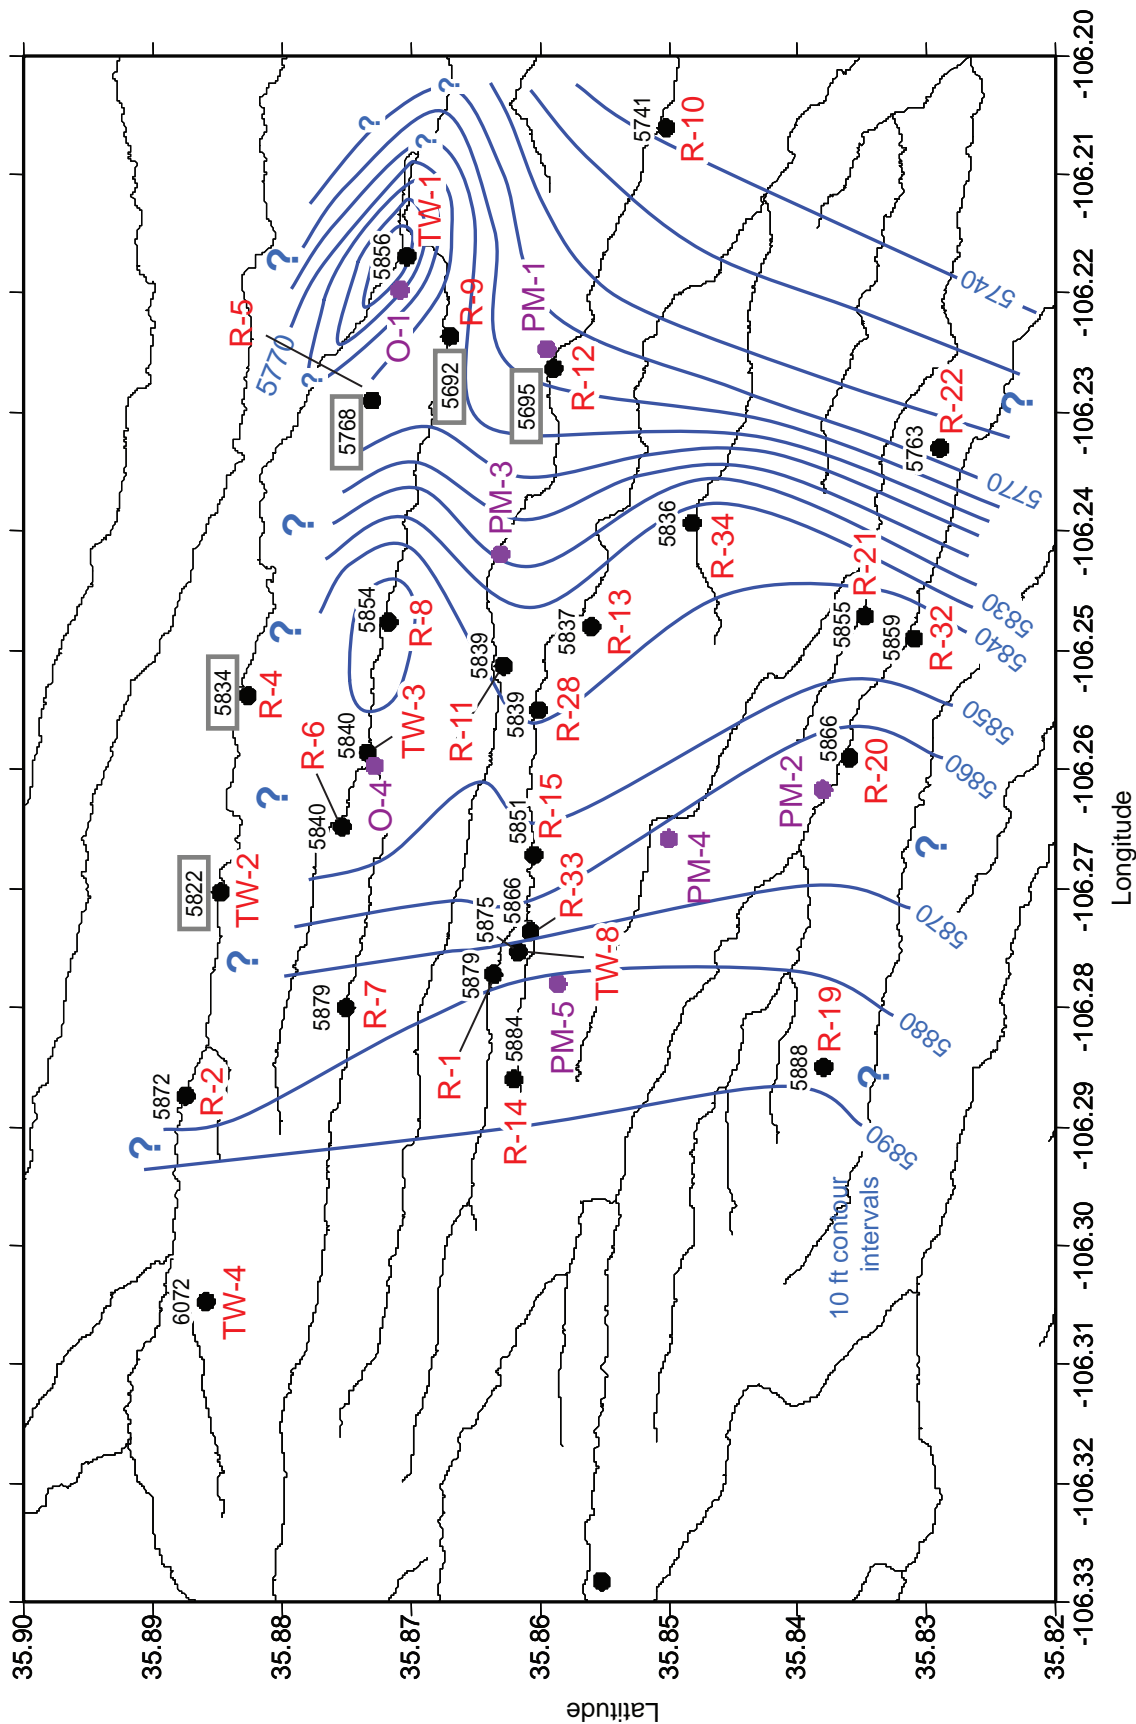 6072
TW-4
5872
R-2
5822
TW-2
5834
R-4
R-5
5770
5768
5856
TW-1
O-1
5692
R-9
5695
PM-1
R-12
5741
R-10
5879
R-7
5840
R-6
5840
TW-3
O-4
5854
R-8
PM-3
5839
R-11
5839
R-28
5837
R-13
5836
R-34
R-1
5879
5875
5866
5851
R-15
R-33
TW-8
R-14
5884
PM-5
PM-4
PM-2
5866
R-20
5888
R-19
5855
R-21
5859
R-32
5763
R-22
5740
5770
5830
5840
5850
5860
5870
5880
5890
?
?
?
?
?
?
?
?
?
?
?
?
?
?
10 ft contour
intervals
Latitude
35.90
35.89
35.88
35.87
35.86
35.85
35.84
35.83
35.82
-106.33
-106.32
-106.31
-106.30
-106.29
-106.28
-106.27
-106.26
-106.25
-106.24
-106.23
-106.22
-106.21
-106.20
Longitude